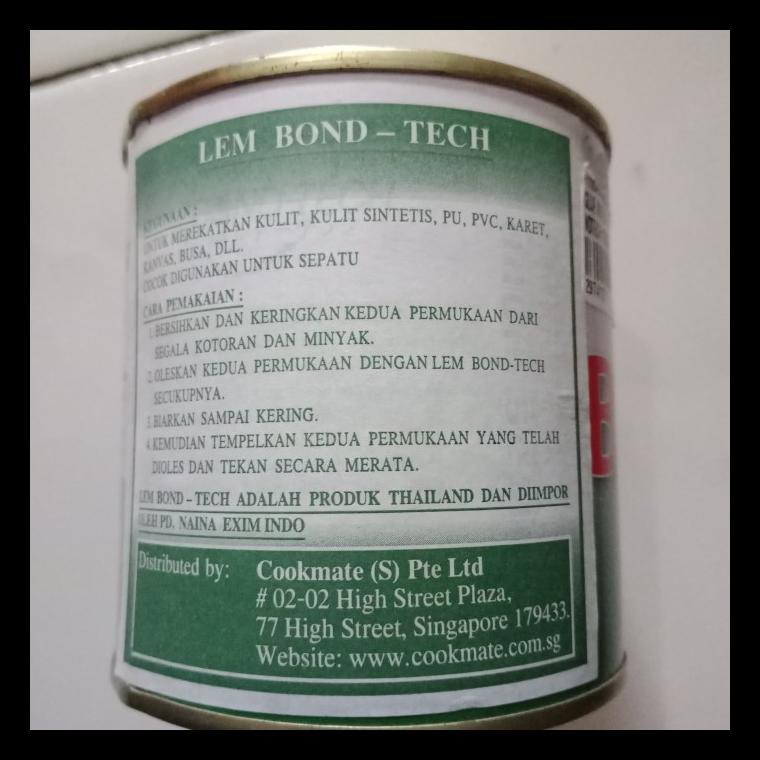 LEM BOND – TECH
KEGUNAAN :
UNTUK MEREKATKAN KULIT, KULIT SINTETIS, PU, PVC, KARET,
KANVAS, BUSA, DLL.
COCOK DIGUNAKAN UNTUK SEPATU
CARA PEMAKAIAN :
1. BERSIHKAN DAN KERINGKAN KEDUA PERMUKAAN DARI
SEGALA KOTORAN DAN MINYAK.
2. OLESKAN KEDUA PERMUKAAN DENGAN LEM BOND-TECH
SECUKUPNYA.
3. BIARKAN SAMPAI KERING.
4. KEMUDIAN TEMPELKAN KEDUA PERMUKAAN YANG TELAH
DIOLES DAN TEKAN SECARA MERATA.
LEM BOND – TECH ADALAH PRODUK THAILAND DAN DIIMPOR
OLEH PD. NAINA EXIM INDO
Distributed by: Cookmate (S) Pte Ltd
# 02-02 High Street Plaza,
77 High Street, Singapore 179433.
Website: www.cookmate.com.sg